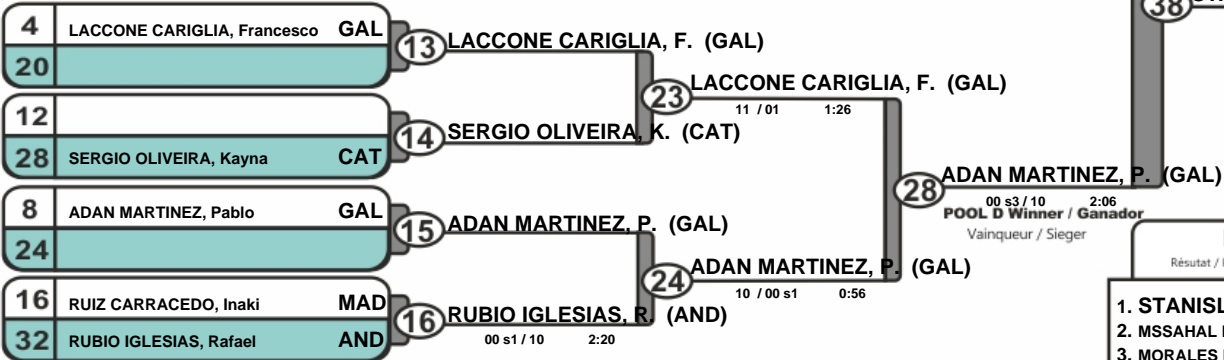 38
4 LACCONE CARIGLIA, Francesco GAL
20
13 LACCONE CARIGLIA, F. (GAL)
23 LACCONE CARIGLIA, F. (GAL)
11 / 01 1:26
12
28 SERGIO OLIVEIRA, Kayna CAT
14 SERGIO OLIVEIRA, K. (CAT)
28 ADAN MARTINEZ, P. (GAL)
00 s3 / 10 2:06
POOL D Winner / Ganador
Vainqueur / Sieger
8 ADAN MARTINEZ, Pablo GAL
24
15 ADAN MARTINEZ, P. (GAL)
24 ADAN MARTINEZ, P. (GAL)
10 / 00 s1 0:56
16 RUIZ CARRACEDO, Inaki MAD
32 RUBIO IGLESIAS, Rafael AND
16 RUBIO IGLESIAS, R. (AND)
00 s1 / 10 2:20
Résutat /
1. STANISL
2. MSSAHAL
3. MORALES